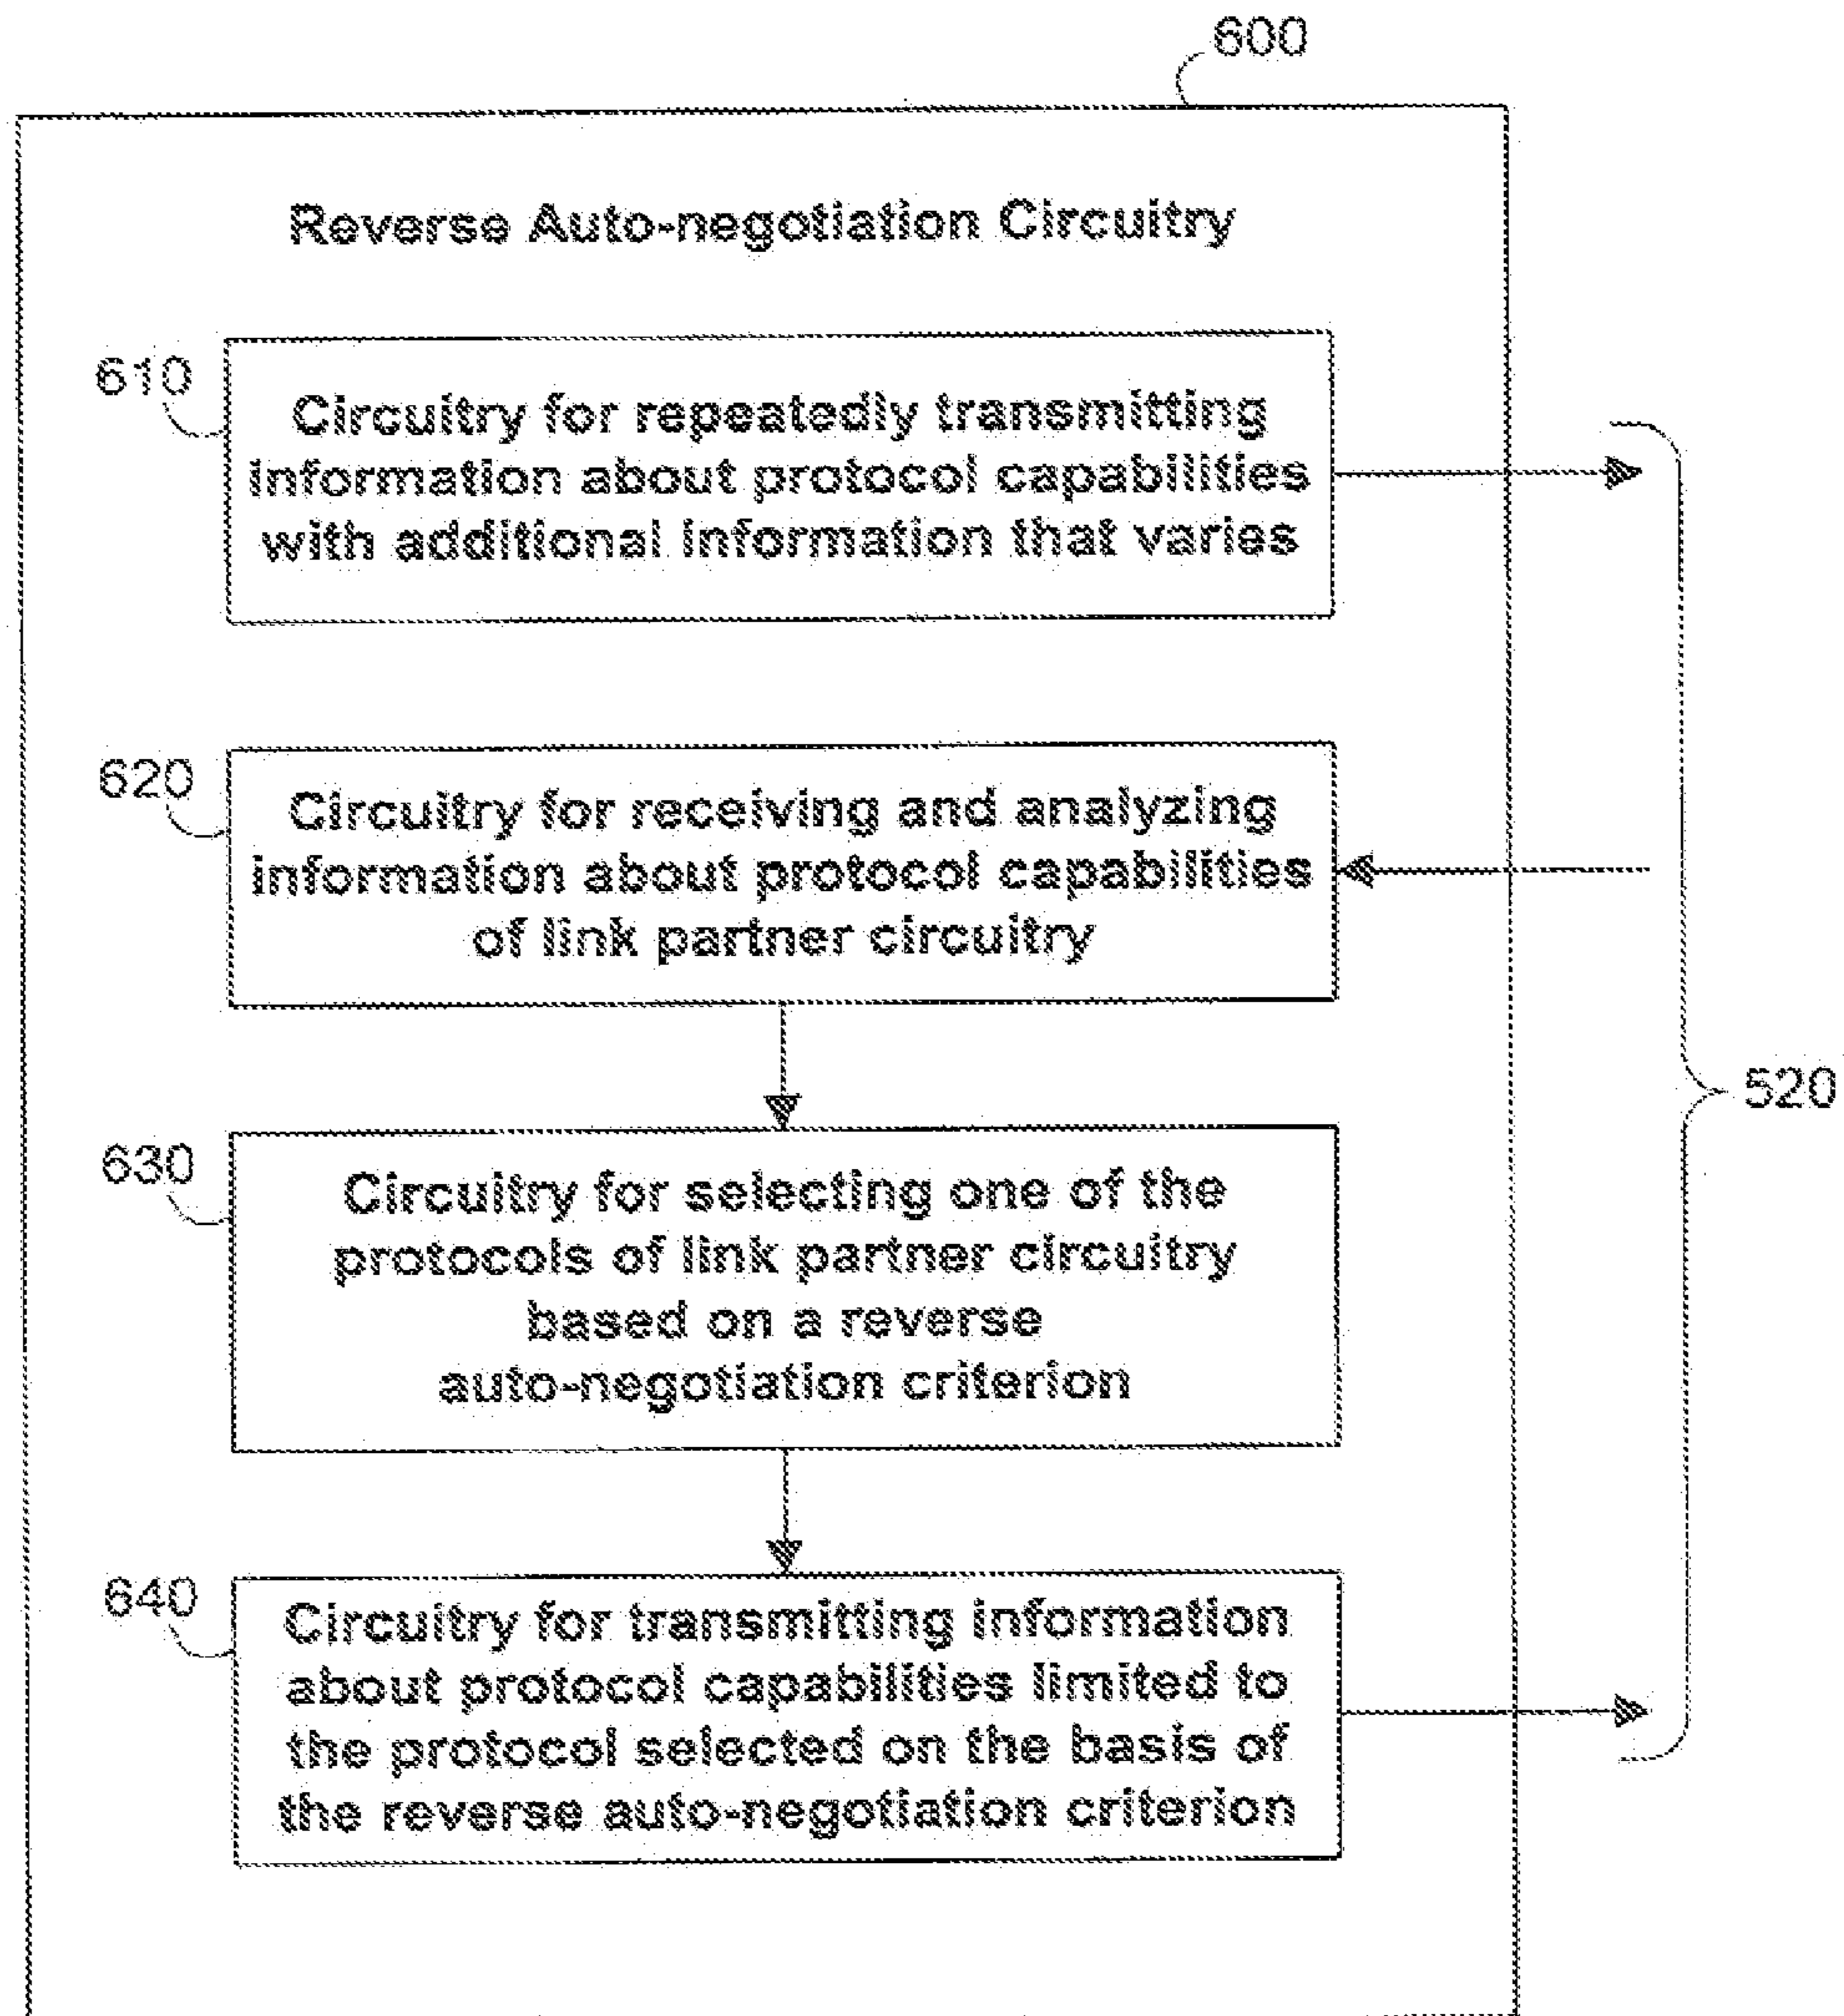 600
Reverse Auto-negotiation Circuitry
610
Circuitry for repeatedly transmitting
information about protocol capabilities
with additional information that varies
620
Circuitry for receiving and analyzing
information about protocol capabilities
of link partner circuitry
520
630
Circuitry for selecting one of the
protocols of link partner circuitry
based on a reverse
auto-negotiation criterion
640
Circuitry for transmitting information
about protocol capabilities limited to
the protocol selected on the basis of
the reverse auto-negotiation criterion